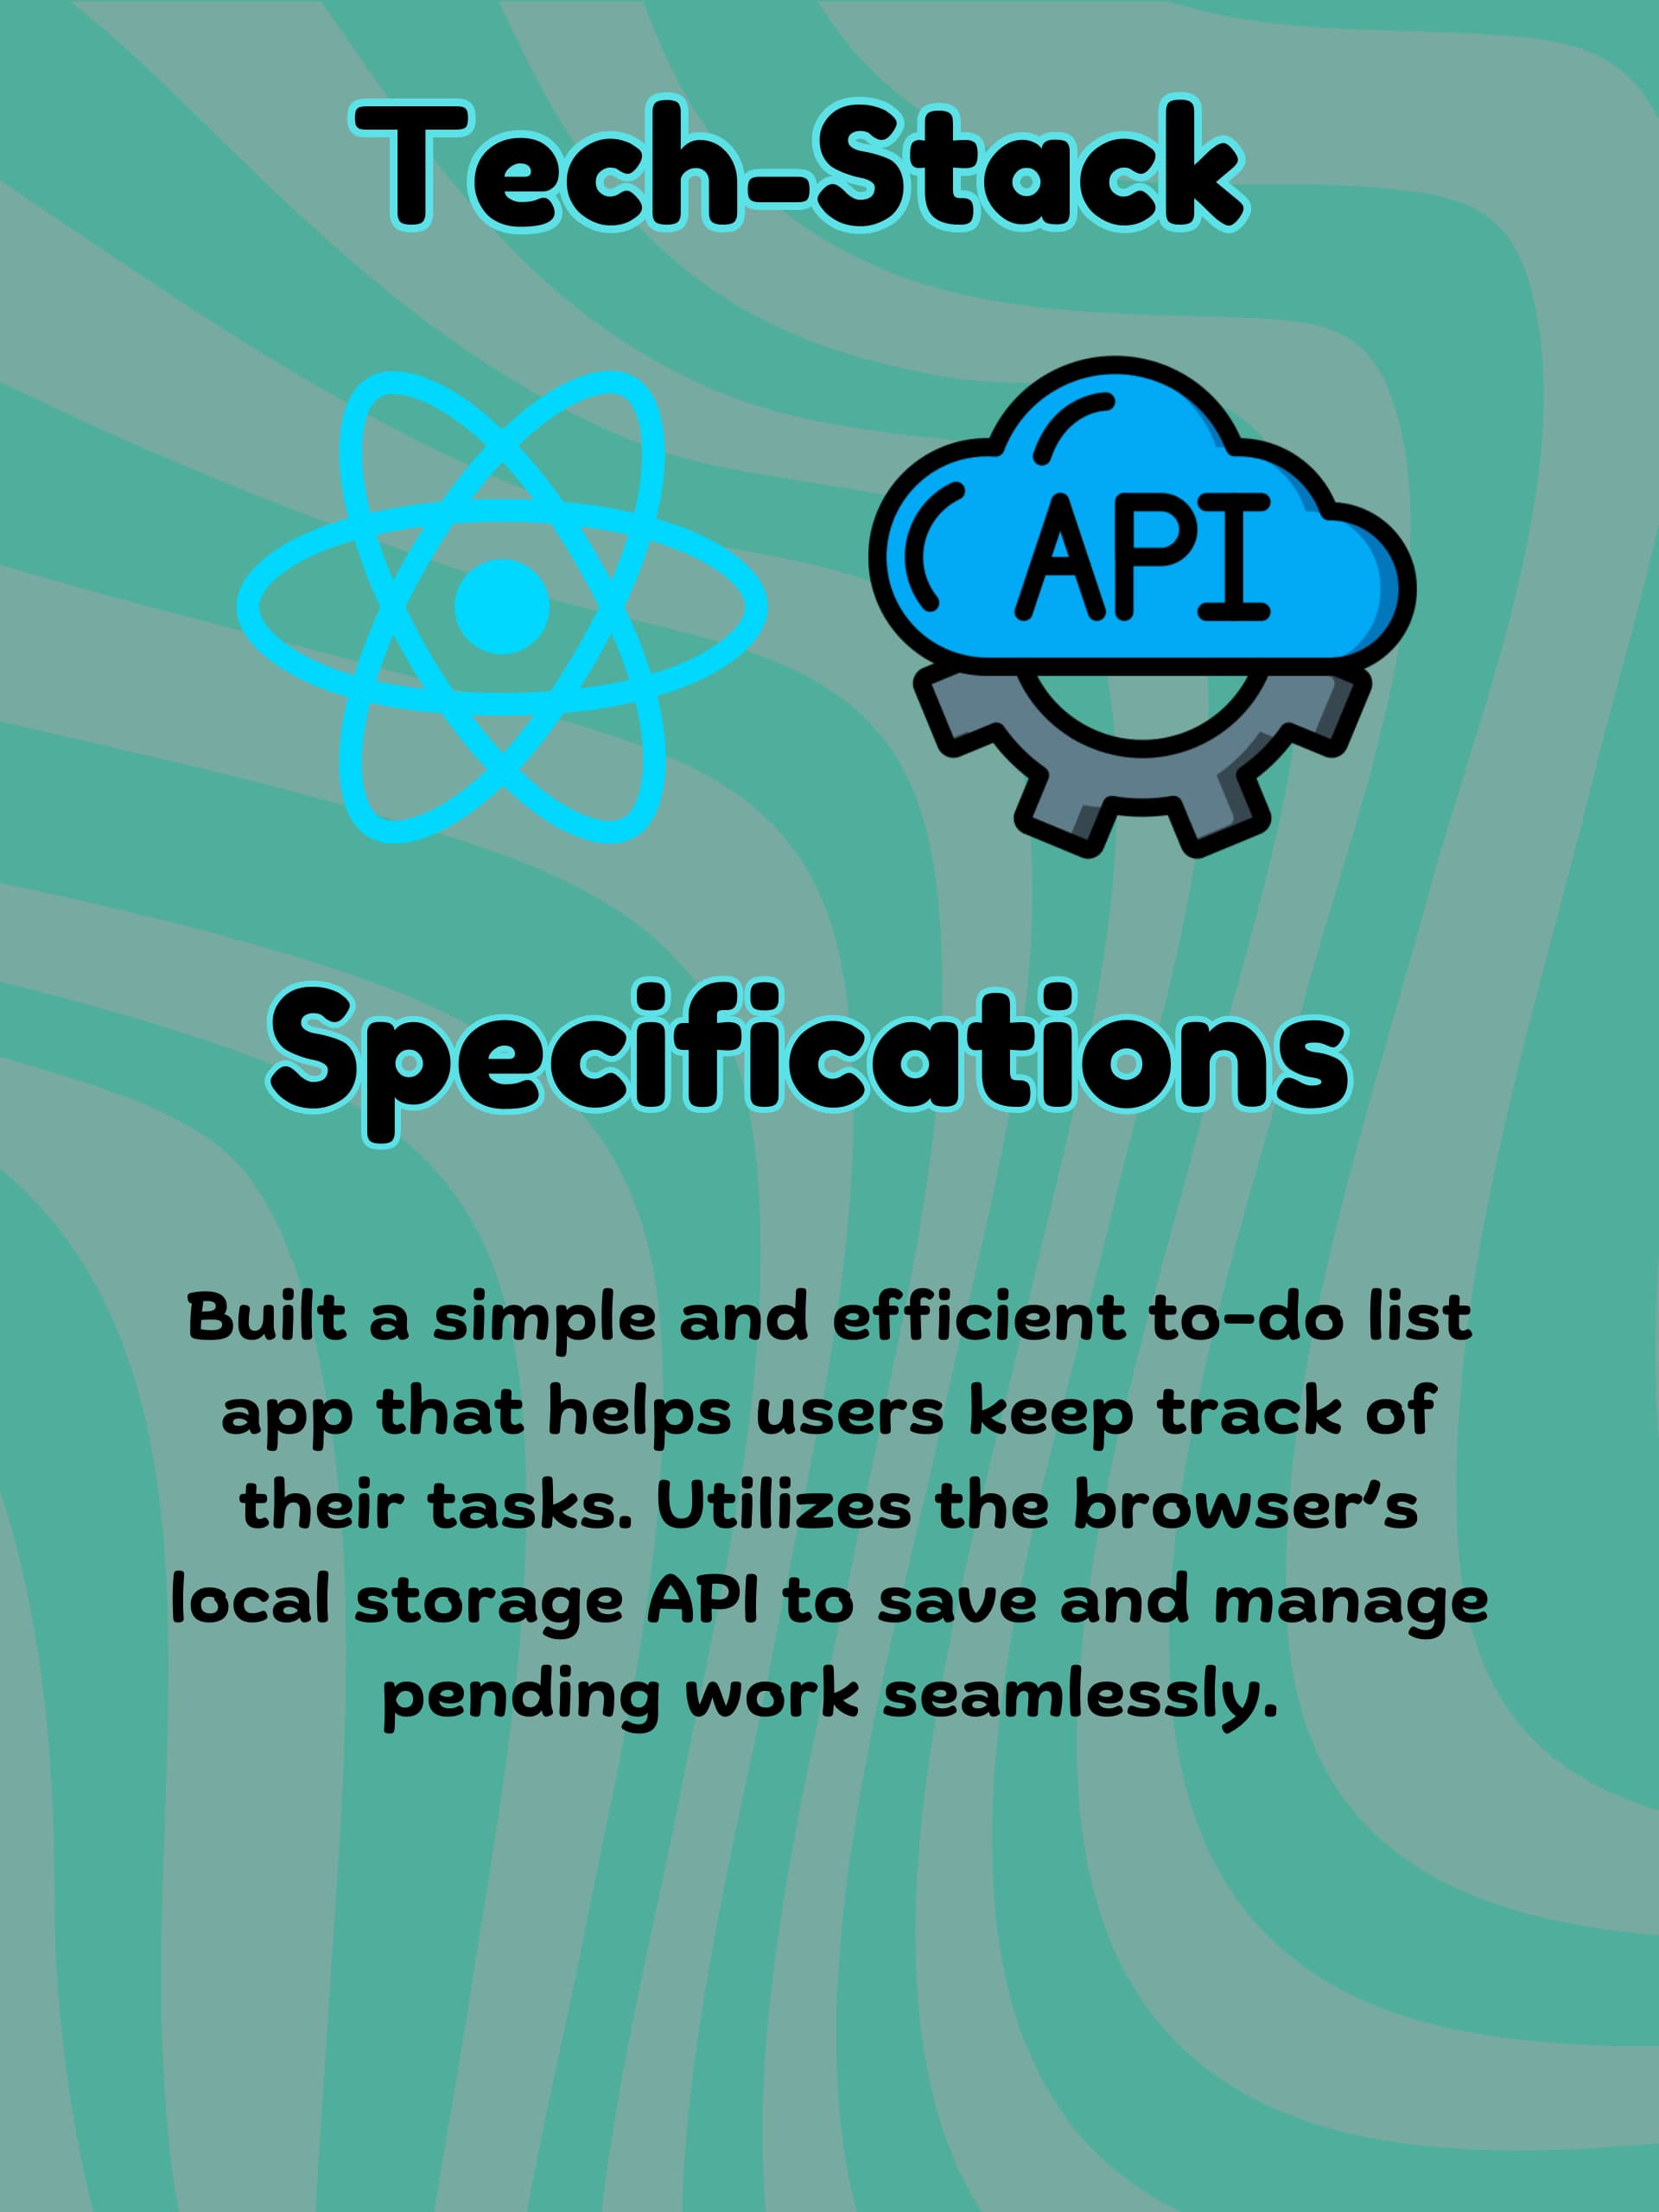 Tech-Stack
API
Specifications
Built a simple and efficient to-do list
app that helps users keep track of
their tasks. Utilizes the browser's
local storage API to save and manage
pending work seamlessly.